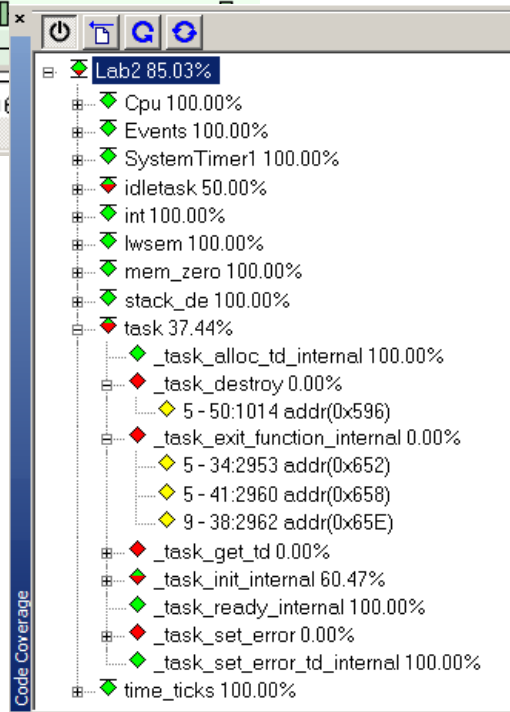 Lab2 85.03%
Cpu 100.00%
Events 100.00%
SystemTimer1 100.00%
idletask 50.00%
int 100.00%
lwsem 100.00%
mem_zero 100.00%
stack_de 100.00%
task 37.44%
_task_alloc_td_internal 100.00%
_task_destroy 0.00%
5 - 50:1014 addr(0x596)
_task_exit_function_internal 0.00%
5 - 34:2953 addr(0x652)
5 - 41:2960 addr(0x658)
9 - 38:2962 addr(0x65E)
_task_get_td 0.00%
_task_init_internal 60.47%
_task_ready_internal 100.00%
_task_set_error 0.00%
_task_set_error_td_internal 100.00%
time_ticks 100.00%
Code Coverage